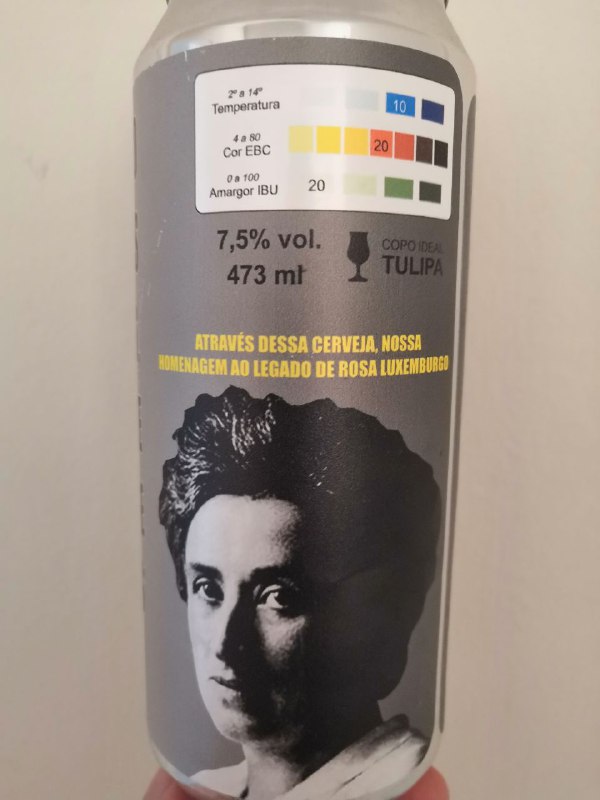 2º a 14º
Temperatura
10
4 a 80
Cor EBC
20
0 a 100
Amargor IBU
20
7,5% vol.
473 ml
COPO IDEAL
TULIPA
ATRAVÉS DESSA CERVEJA, NOSSA
HOMENAGEM AO LEGADO DE ROSA LUXEMBURGO